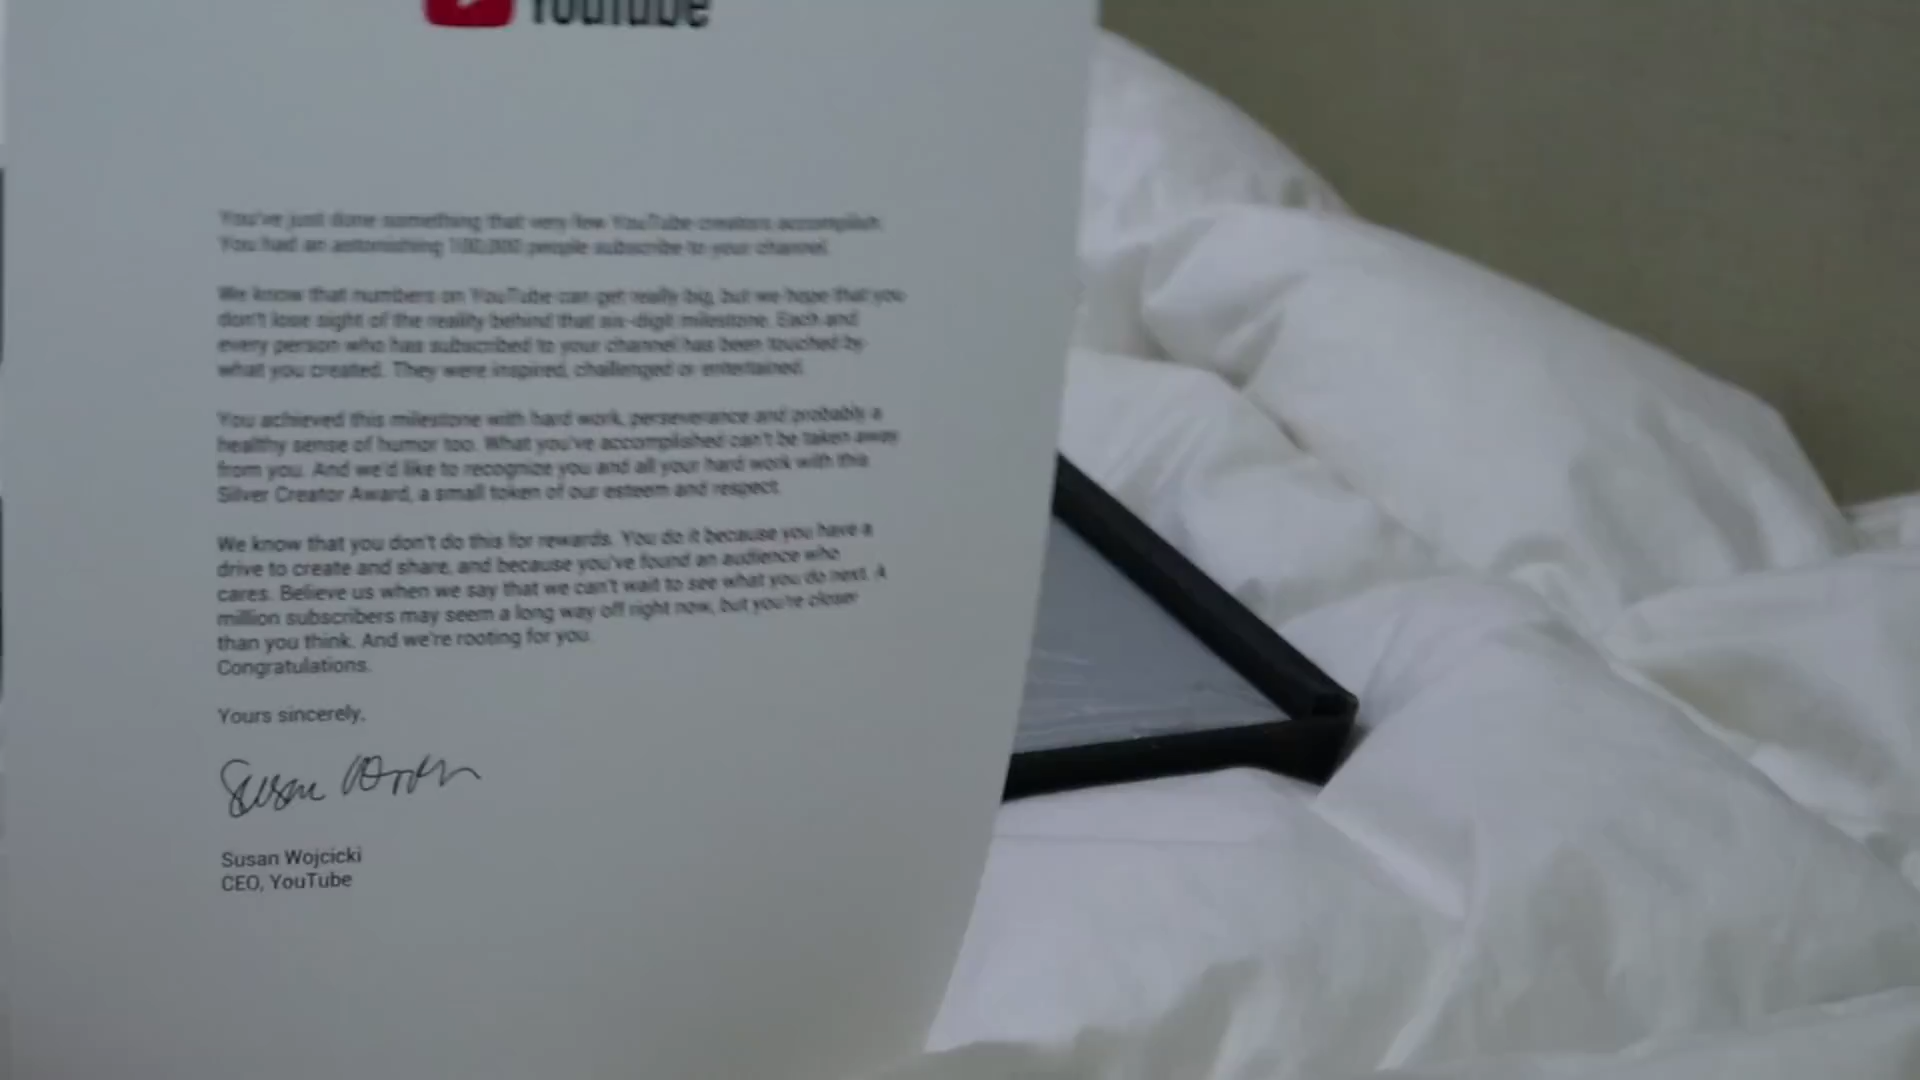 YouTube
You've just done something that very few YouTube creators accomplish.
You had an astonishing 100,000 people subscribe to your channel.
We know that numbers on YouTube can get really big, but we hope that you
don't lose sight of the reality behind that six-digit milestone. Each and
every person who has subscribed to your channel has been touched by
what you created. They were inspired, challenged or entertained.
You achieved this milestone with hard work, perseverance and probably a
healthy sense of humor too. What you've accomplished can't be taken away
from you. And we'd like to recognize you and all your hard work with this
Silver Creator Award, a small token of our esteem and respect.
We know that you don't do this for rewards. You do it because you have a
drive to create and share, and because you've found an audience who
cares. Believe us when we say that we can't wait to see what you do next. A
million subscribers may seem a long way off right now, but you're closer
than you think. And we're rooting for you.
Congratulations.
Yours sincerely,
Susan Wojcicki
CEO, YouTube